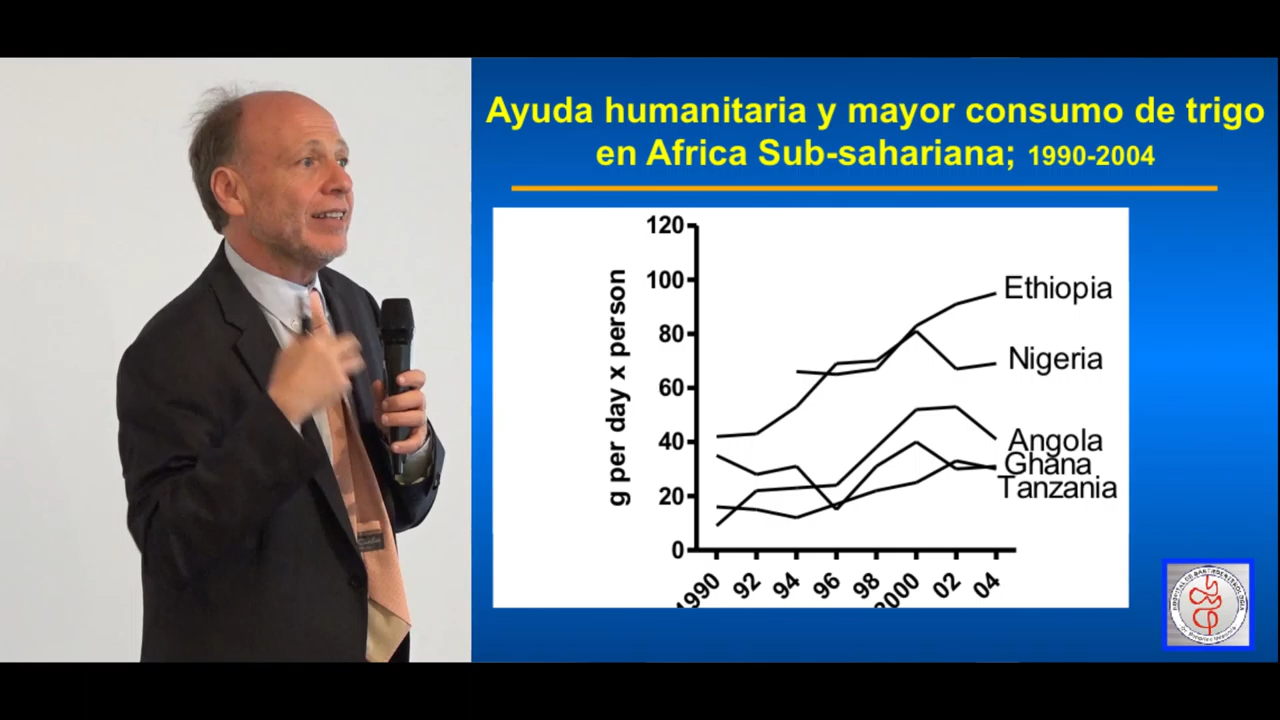 Ayuda humanitaria y mayor consumo de trigo
en Africa Sub-sahariana; 1990-2004
120
100
80
60
40
20
0
g per day x person
Ethiopia
Nigeria
Angola
Ghana
Tanzania
1990
92
94
96
98
2000
02
04